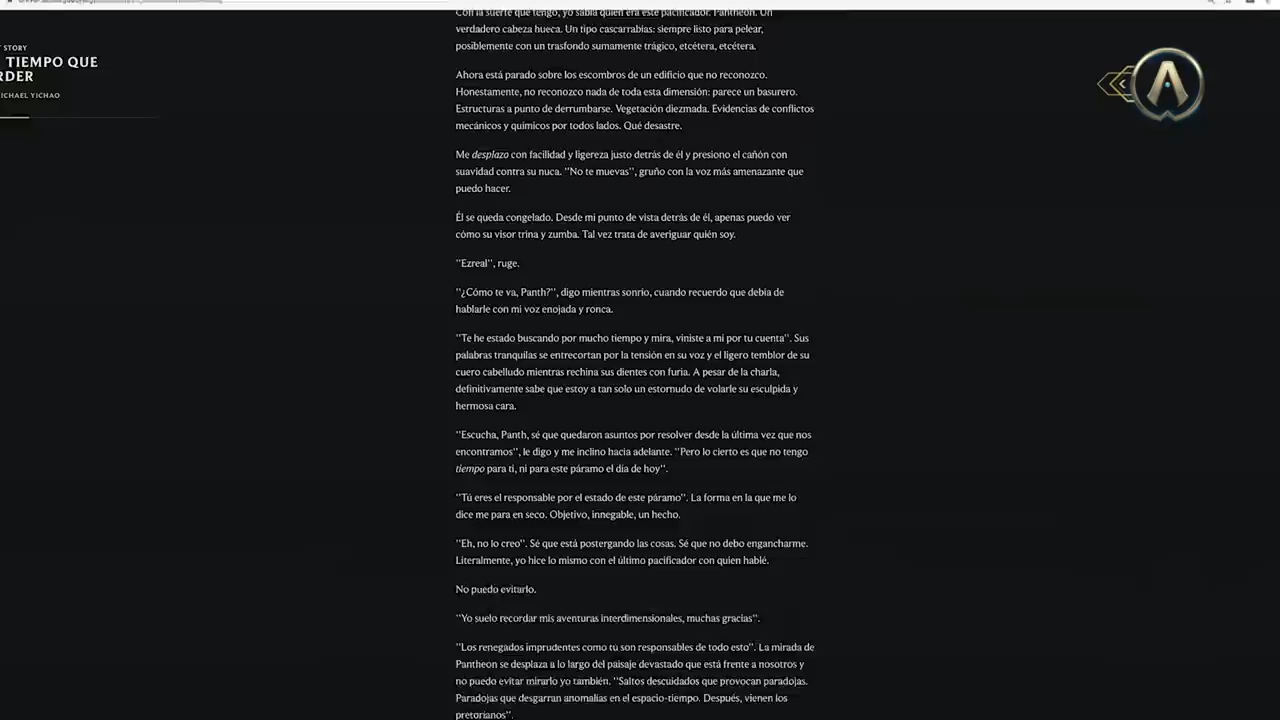 T STORY
TIEMPO QUE
RDER
ICHAEL YICHAO
Con la suerte que tengo, yo sabía quién era este pacificador. Pantheon. Un
verdadero cabeza hueca. Un tipo cascarrabias: siempre listo para pelear,
posiblemente con un trasfondo sumamente trágico, etcétera, etcétera.
Ahora está parado sobre los escombros de un edificio que no reconozco.
Honestamente, no reconozco nada de toda esta dimensión: parece un basurero.
Estructuras a punto de derrumbarse. Vegetación diezmada. Evidencias de conflictos
mecánicos y químicos por todos lados. Qué desastre.
Me desplazo con facilidad y ligereza justo detrás de él y presiono el cañón con
suavidad contra su nuca. "No te muevas", gruño con la voz más amenazante que
puedo hacer.
Él se queda congelado. Desde mi punto de vista detrás de él, apenas puedo ver
cómo su visor trina y zumba. Tal vez trata de averiguar quién soy.
"Ezreal", ruge.
"¿Cómo te va, Panth?", digo mientras sonrío, cuando recuerdo que debía de
hablarle con mi voz enojada y ronca.
"Te he estado buscando por mucho tiempo y mira, viniste a mí por tu cuenta". Sus
palabras tranquilas se entrecortan por la tensión en su voz y el ligero temblor de su
cuero cabelludo mientras rechina sus dientes con furia. A pesar de la charla,
definitivamente sabe que estoy a tan solo un estornudo de volarle su esculpida y
hermosa cara.
"Escucha, Panth, sé que quedaron asuntos por resolver desde la última vez que nos
encontramos", le digo y me inclino hacia adelante. "Pero lo cierto es que no tengo
tiempo para ti, ni para este páramo el día de hoy".
"Tú eres el responsable por el estado de este páramo". La forma en la que me lo
dice me para en seco. Objetivo, innegable, un hecho.
"Eh, no lo creo". Sé que está postergando las cosas. Sé que no debo engancharme.
Literalmente, yo hice lo mismo con el último pacificador con quien hablé.
No puedo evitarlo.
"Yo suelo recordar mis aventuras interdimensionales, muchas gracias".
"Los renegados imprudentes como tú son responsables de todo esto". La mirada de
Pantheon se desplaza a lo largo del paisaje devastado que está frente a nosotros y
no puedo evitar mirarlo yo también. "Saltos descuidados que provocan paradojas.
Paradojas que desgarran anomalías en el espacio-tiempo. Después, vienen los
pretorianos".